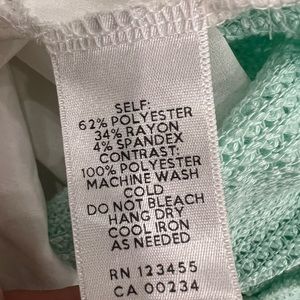 SELF:
62% POLYESTER
34% RAYON
4% SPANDEX
CONTRAST:
100% POLYESTER
MACHINE WASH
COLD
DO NOT BLEACH
HANG DRY
COOL IRON
AS NEEDED
RN 123455
CA 00234